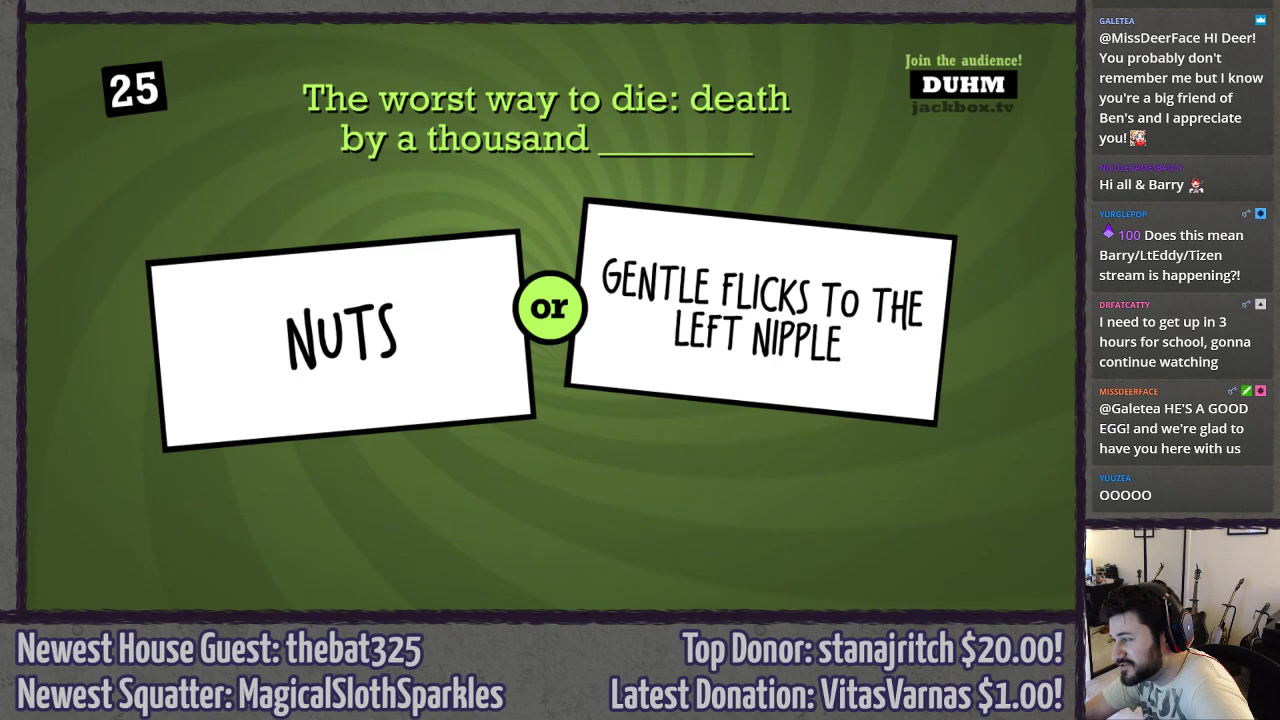 25
The worst way to die: death
by a thousand ________
Join the audience!
DUHM
jackbox.tv
NUTS
or
GENTLE FLICKS TO THE
LEFT NIPPLE
GALETEA
@MissDeerFace HI Deer!
You probably don't
remember me but I know
you're a big friend of
Ben's and I appreciate
you!
Hi all & Barry
YURGLEPOP
100 Does this mean
Barry/LtEddy/Tizen
stream is happening?!
DRFATCATTY
I need to get up in 3
hours for school, gonna
continue watching
MISSDEERFACE
@Galetea HE'S A GOOD
EGG! and we're glad to
have you here with us
YUUZEA
OOOOO
Newest House Guest: thebat325
Newest Squatter: MagicalSlothSparkles
Top Donor: stanajritch $20.00!
Latest Donation: VitasVarnas $1.00!